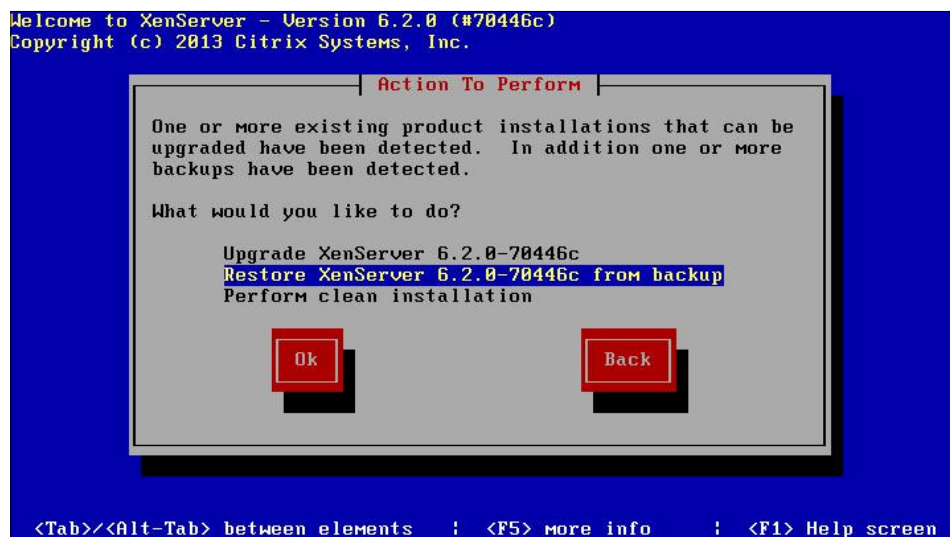 Welcome to XenServer - Version 6.2.0 (#70446c)
Copyright (c) 2013 Citrix Systems, Inc.
Action To Perform
One or more existing product installations that can be
upgraded have been detected.  In addition one or more
backups have been detected.
What would you like to do?
Upgrade XenServer 6.2.0-70446c
Restore XenServer 6.2.0-70446c from backup
Perform clean installation
Ok Back
<Tab>/<Alt-Tab> between elements | <F5> more info | <F1> Help screen